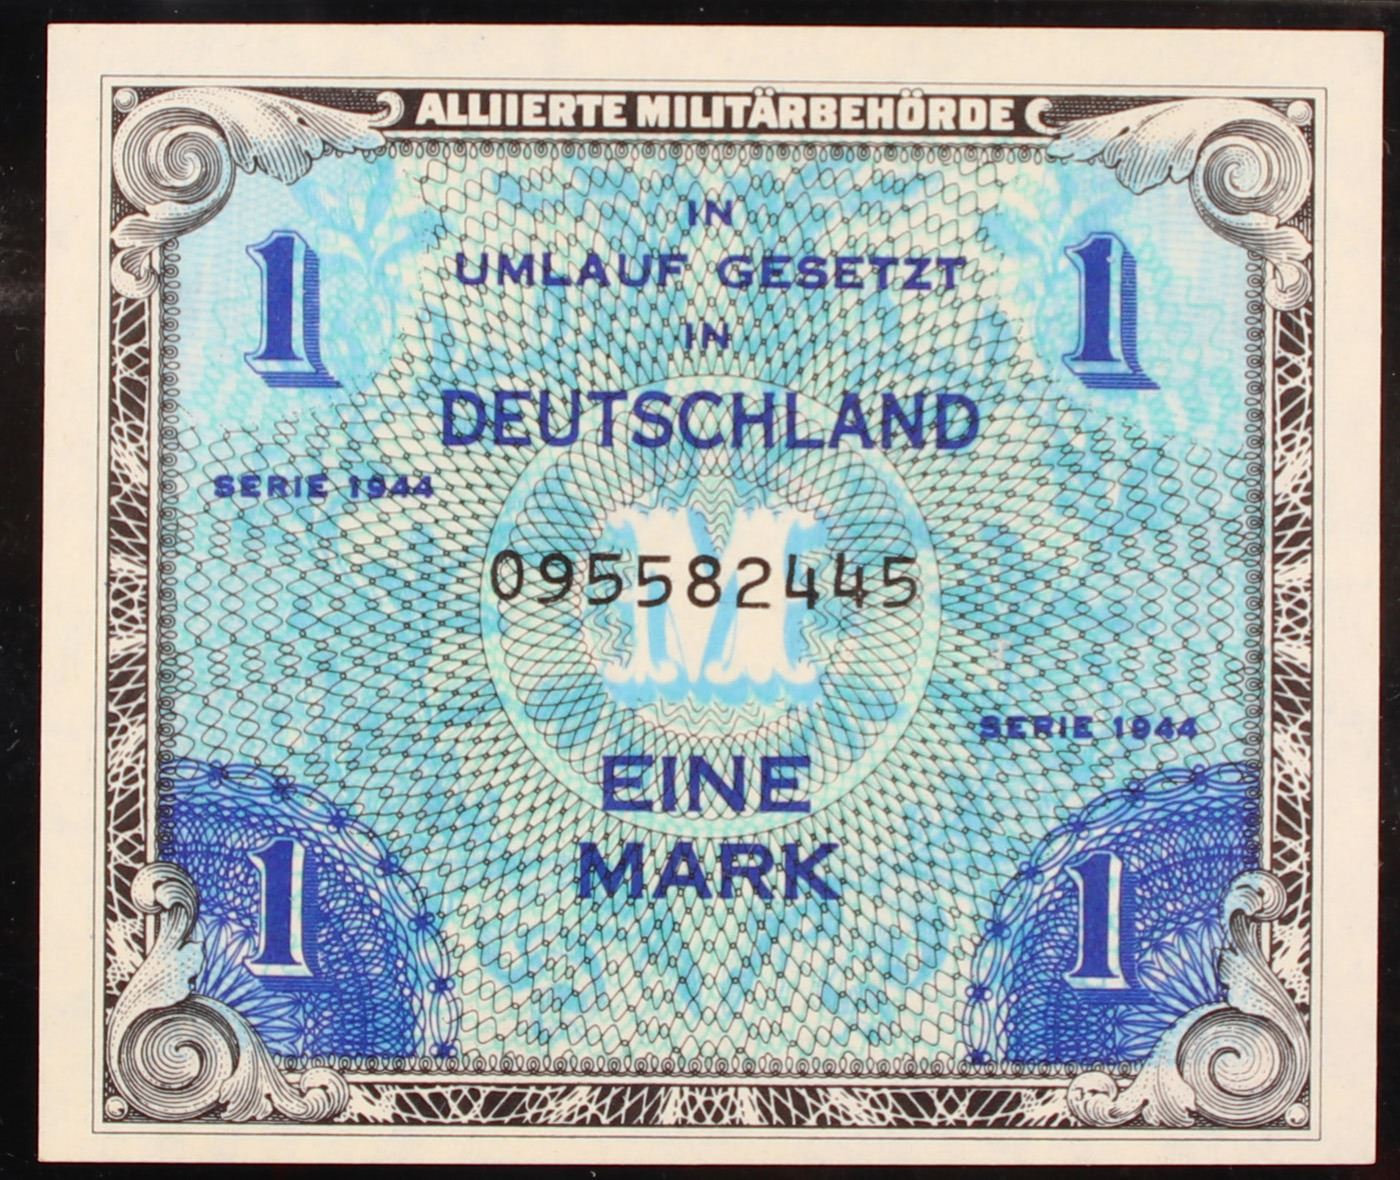 ALLIIERTE MILITÄRBEHÖRDE
1 1
IN
UMLAUF GESETZT
IN
DEUTSCHLAND
SERIE 1944
M
095582445
SERIE 1944
EINE
MARK
1 1